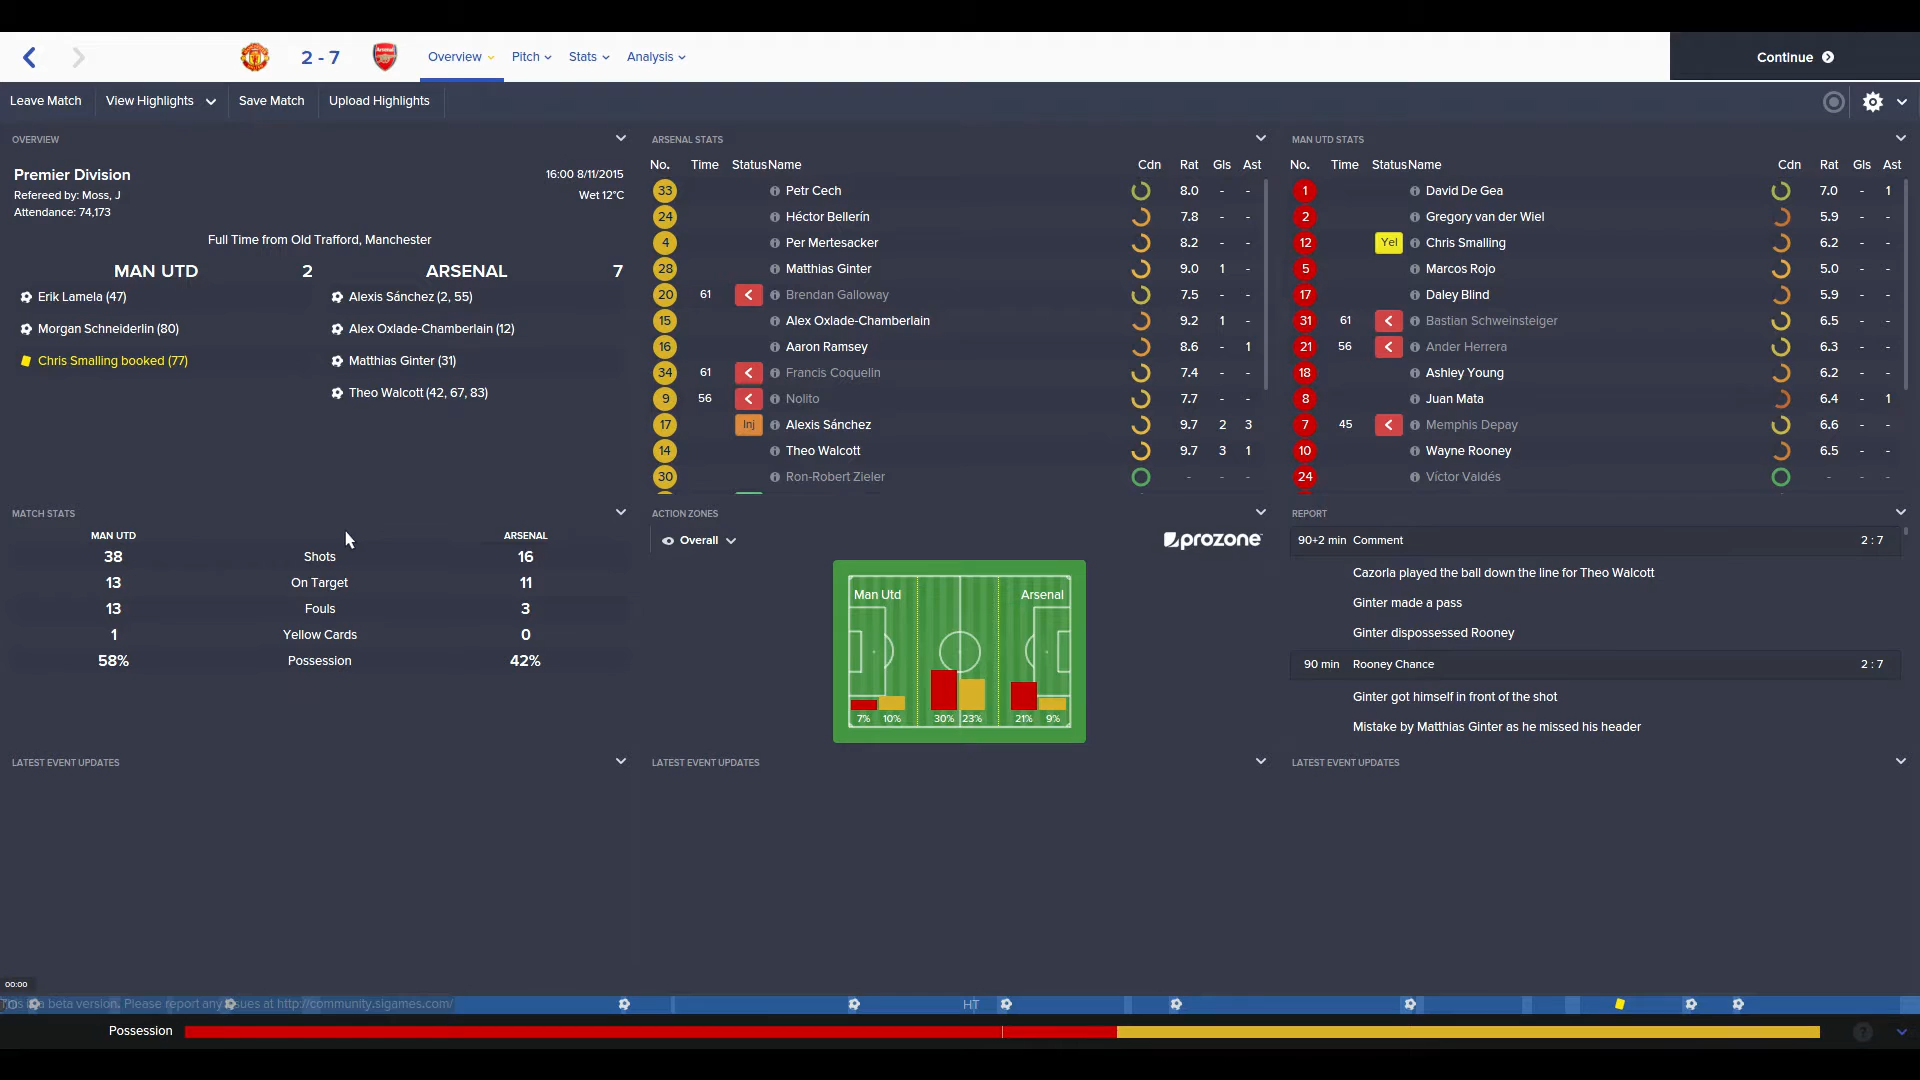 2 - 7
Overview
Pitch
Stats
Analysis
Continue
Leave Match
View Highlights
Save Match
Upload Highlights
OVERVIEW
Premier Division
16:00 8/11/2015
Refereed by: Moss, J
Wet 12°C
Attendance: 74,173
Full Time from Old Trafford, Manchester
MAN UTD 2 ARSENAL 7
Erik Lamela (47)
Alexis Sánchez (2, 55)
Morgan Schneiderlin (80)
Alex Oxlade-Chamberlain (12)
Chris Smalling booked (77)
Matthias Ginter (31)
Theo Walcott (42, 67, 83)
ARSENAL STATS
No. Time Status Name Cdn Rat Gls Ast
33 Petr Cech 8.0 - -
24 Héctor Bellerín 7.8 - -
4 Per Mertesacker 8.2 - -
28 Matthias Ginter 9.0 1 -
20 61 Brendan Galloway 7.5 - -
15 Alex Oxlade-Chamberlain 9.2 1 -
16 Aaron Ramsey 8.6 - 1
34 61 Francis Coquelin 7.4 - -
9 56 Nolito 7.7 - -
17 Inj Alexis Sánchez 9.7 2 3
14 Theo Walcott 9.7 3 1
30 Ron-Robert Zieler - - -
MAN UTD STATS
No. Time Status Name Cdn Rat Gls Ast
1 David De Gea 7.0 - 1
2 Gregory van der Wiel 5.9 - -
12 Yel Chris Smalling 6.2 - -
5 Marcos Rojo 5.0 - -
17 Daley Blind 5.9 - -
31 61 Bastian Schweinsteiger 6.5 - -
21 56 Ander Herrera 6.3 - -
18 Ashley Young 6.2 - -
8 Juan Mata 6.4 - 1
7 45 Memphis Depay 6.6 - -
10 Wayne Rooney 6.5 - -
24 Víctor Valdés - - -
MATCH STATS
MAN UTD ARSENAL
38 Shots 16
13 On Target 11
13 Fouls 3
1 Yellow Cards 0
58% Possession 42%
ACTION ZONES
Overall
prozone
Man Utd Arsenal
7% 10% 30% 23% 21% 9%
REPORT
90+2 min Comment 2 : 7
Cazorla played the ball down the line for Theo Walcott
Ginter made a pass
Ginter dispossessed Rooney
90 min Rooney Chance 2 : 7
Ginter got himself in front of the shot
Mistake by Matthias Ginter as he missed his header
LATEST EVENT UPDATES
LATEST EVENT UPDATES
LATEST EVENT UPDATES
00:00
This is a beta version. Please report any issues at http://community.sigames.com/
HT
Possession